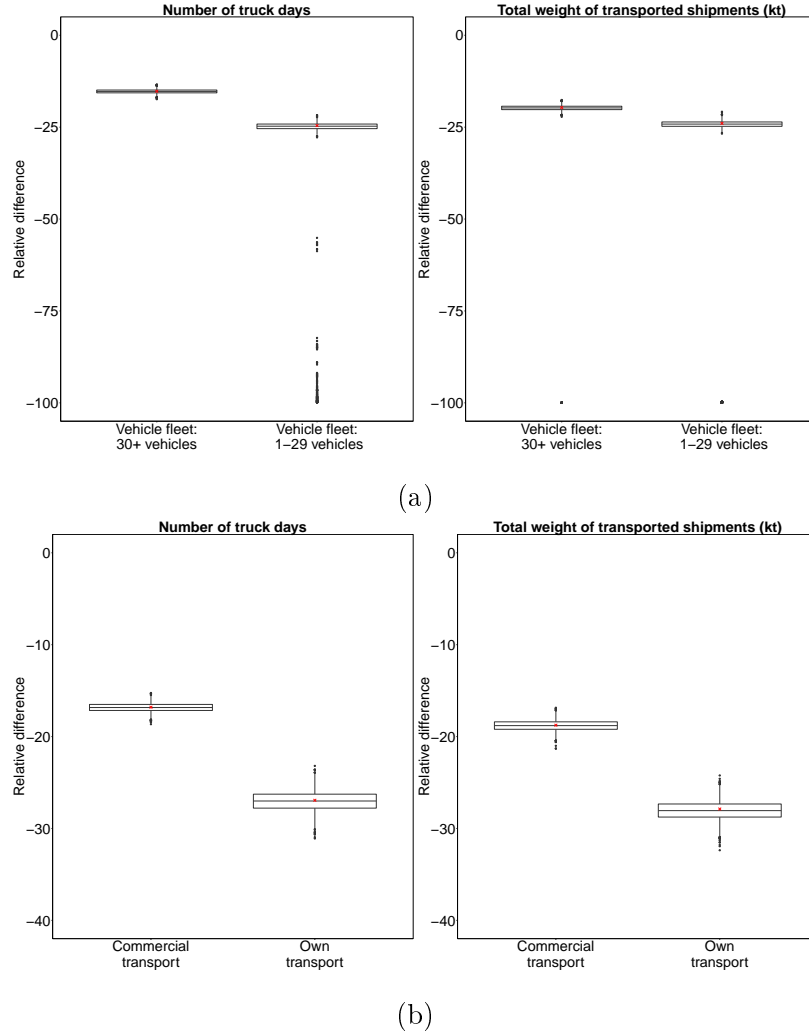 Number of truck days
Total weight of transported shipments (kt)
0
−25
−50
−75
−100
Relative difference
Vehicle fleet:
30+ vehicles
Vehicle fleet:
1−29 vehicles
0
−25
−50
−75
−100
Relative difference
Vehicle fleet:
30+ vehicles
Vehicle fleet:
1−29 vehicles
(a)
Number of truck days
Total weight of transported shipments (kt)
0
−10
−20
−30
−40
Relative difference
Commercial
transport
Own
transport
0
−10
−20
−30
−40
Relative difference
Commercial
transport
Own
transport
(b)